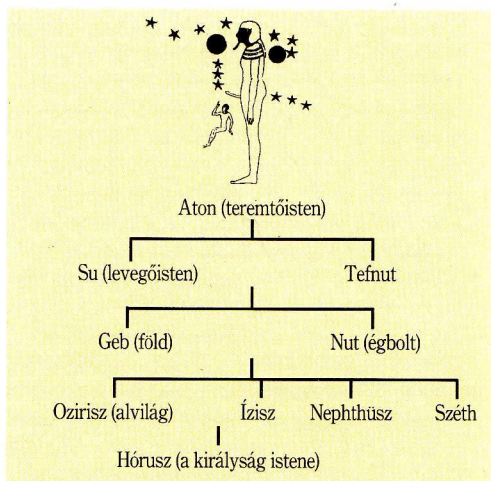 Aton (teremtőisten)
Su (levegőisten) Tefnut
Geb (föld) Nut (égbolt)
Ozirisz (alvilág) Ízisz Nephthüsz Széth
Hórusz (a királyság istene)